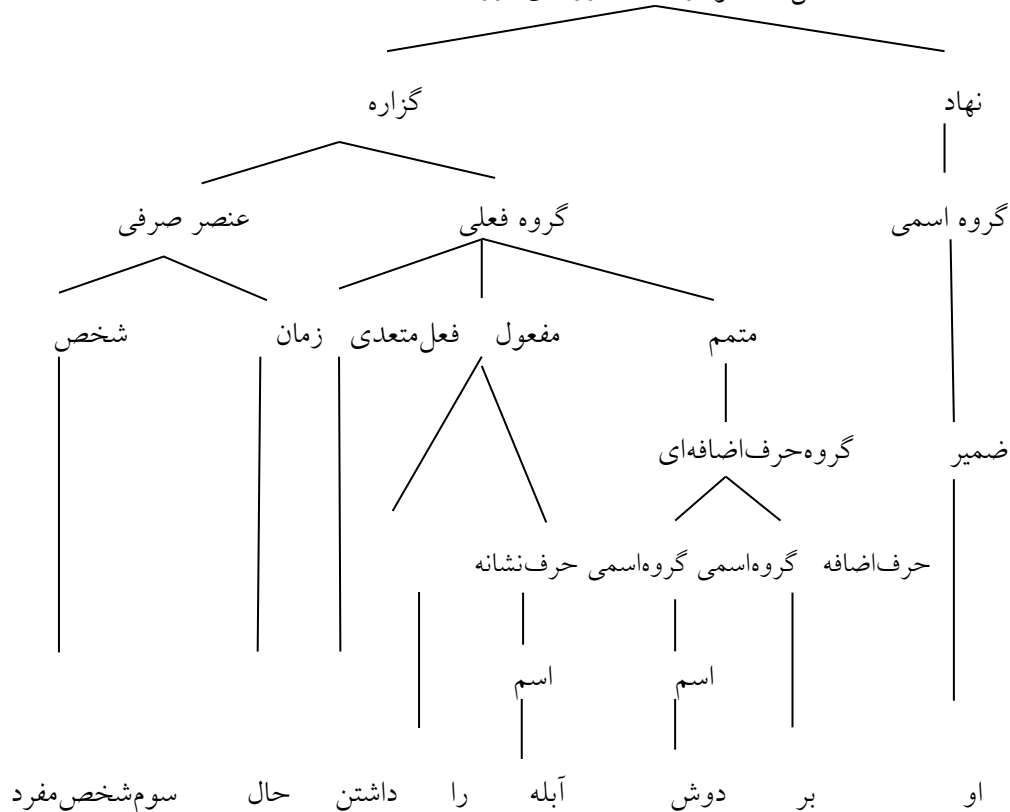 نهاد گزاره
گروه اسمی گروه فعلی عنصر صرفی
متمم مفعول فعل‌متعدی زمان شخص
ضمیر گروه‌حرف‌اضافه‌ای
حرف‌اضافه گروه‌اسمی گروه‌اسمی حرف‌نشانه
اسم اسم
او بر دوش آبله را داشتن حال سوم‌شخص‌مفرد